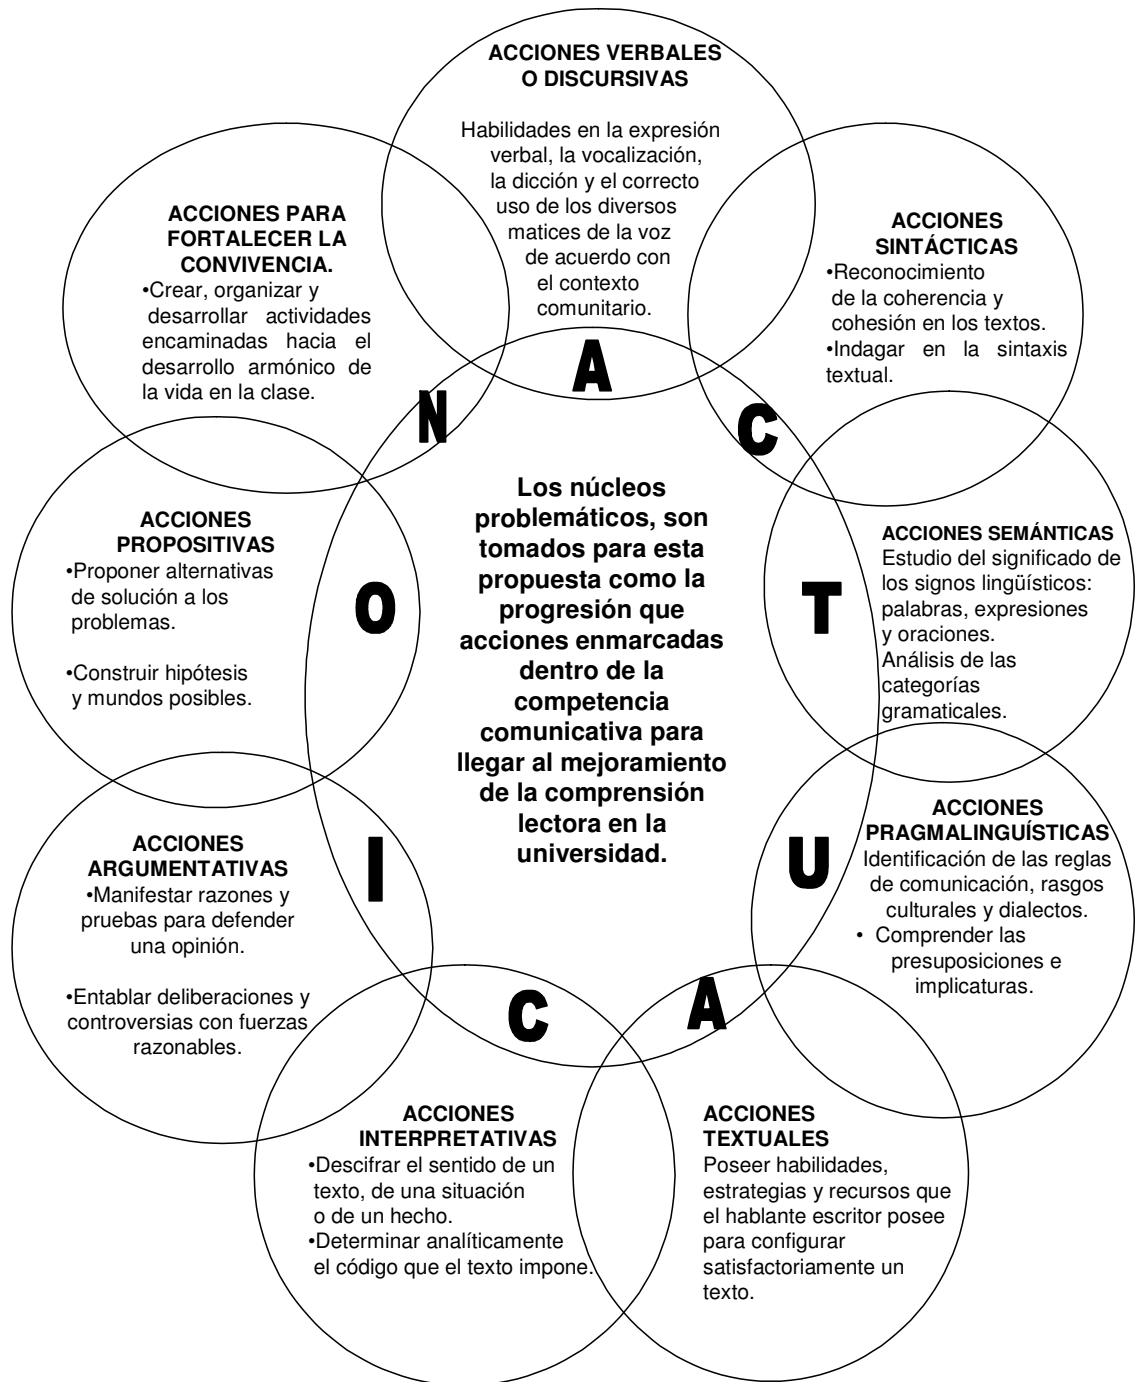 ACCIONES VERBALES
O DISCURSIVAS
Habilidades en la expresión
verbal, la vocalización,
la dicción y el correcto
uso de los diversos
matices de la voz
de acuerdo con
el contexto
comunitario.
ACCIONES
SINTÁCTICAS
•Reconocimiento
de la coherencia y
cohesión en los textos.
•Indagar en la sintaxis
textual.
ACCIONES SEMÁNTICAS
Estudio del significado de
los signos lingüísticos:
palabras, expresiones
y oraciones.
Análisis de las
categorías
gramaticales.
ACCIONES
PRAGMALINGUÍSTICAS
Identificación de las reglas
de comunicación, rasgos
culturales y dialectos.
• Comprender las
presuposiciones e
implicaturas.
ACCIONES
TEXTUALES
Poseer habilidades,
estrategias y recursos que
el hablante escritor posee
para configurar
satisfactoriamente un
texto.
ACCIONES
INTERPRETATIVAS
•Descifrar el sentido de un
texto, de una situación
o de un hecho.
•Determinar analíticamente
el código que el texto impone.
ACCIONES
ARGUMENTATIVAS
•Manifestar razones y
pruebas para defender
una opinión.
•Entablar deliberaciones y
controversias con fuerzas
razonables.
ACCIONES
PROPOSITIVAS
•Proponer alternativas
de solución a los
problemas.
•Construir hipótesis
y mundos posibles.
ACCIONES PARA
FORTALECER LA
CONVIVENCIA.
•Crear, organizar y
desarrollar actividades
encaminadas hacia el
desarrollo armónico de
la vida en la clase.
A
C
T
U
A
C
I
O
N
Los núcleos
problemáticos, son
tomados para esta
propuesta como la
progresión que
acciones enmarcadas
dentro de la
competencia
comunicativa para
llegar al mejoramiento
de la comprensión
lectora en la
universidad.